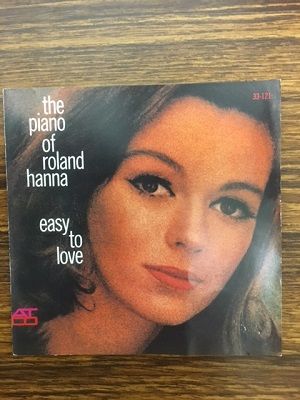 the
piano
of
roland
hanna
33-121
easy
to
love
ATCO